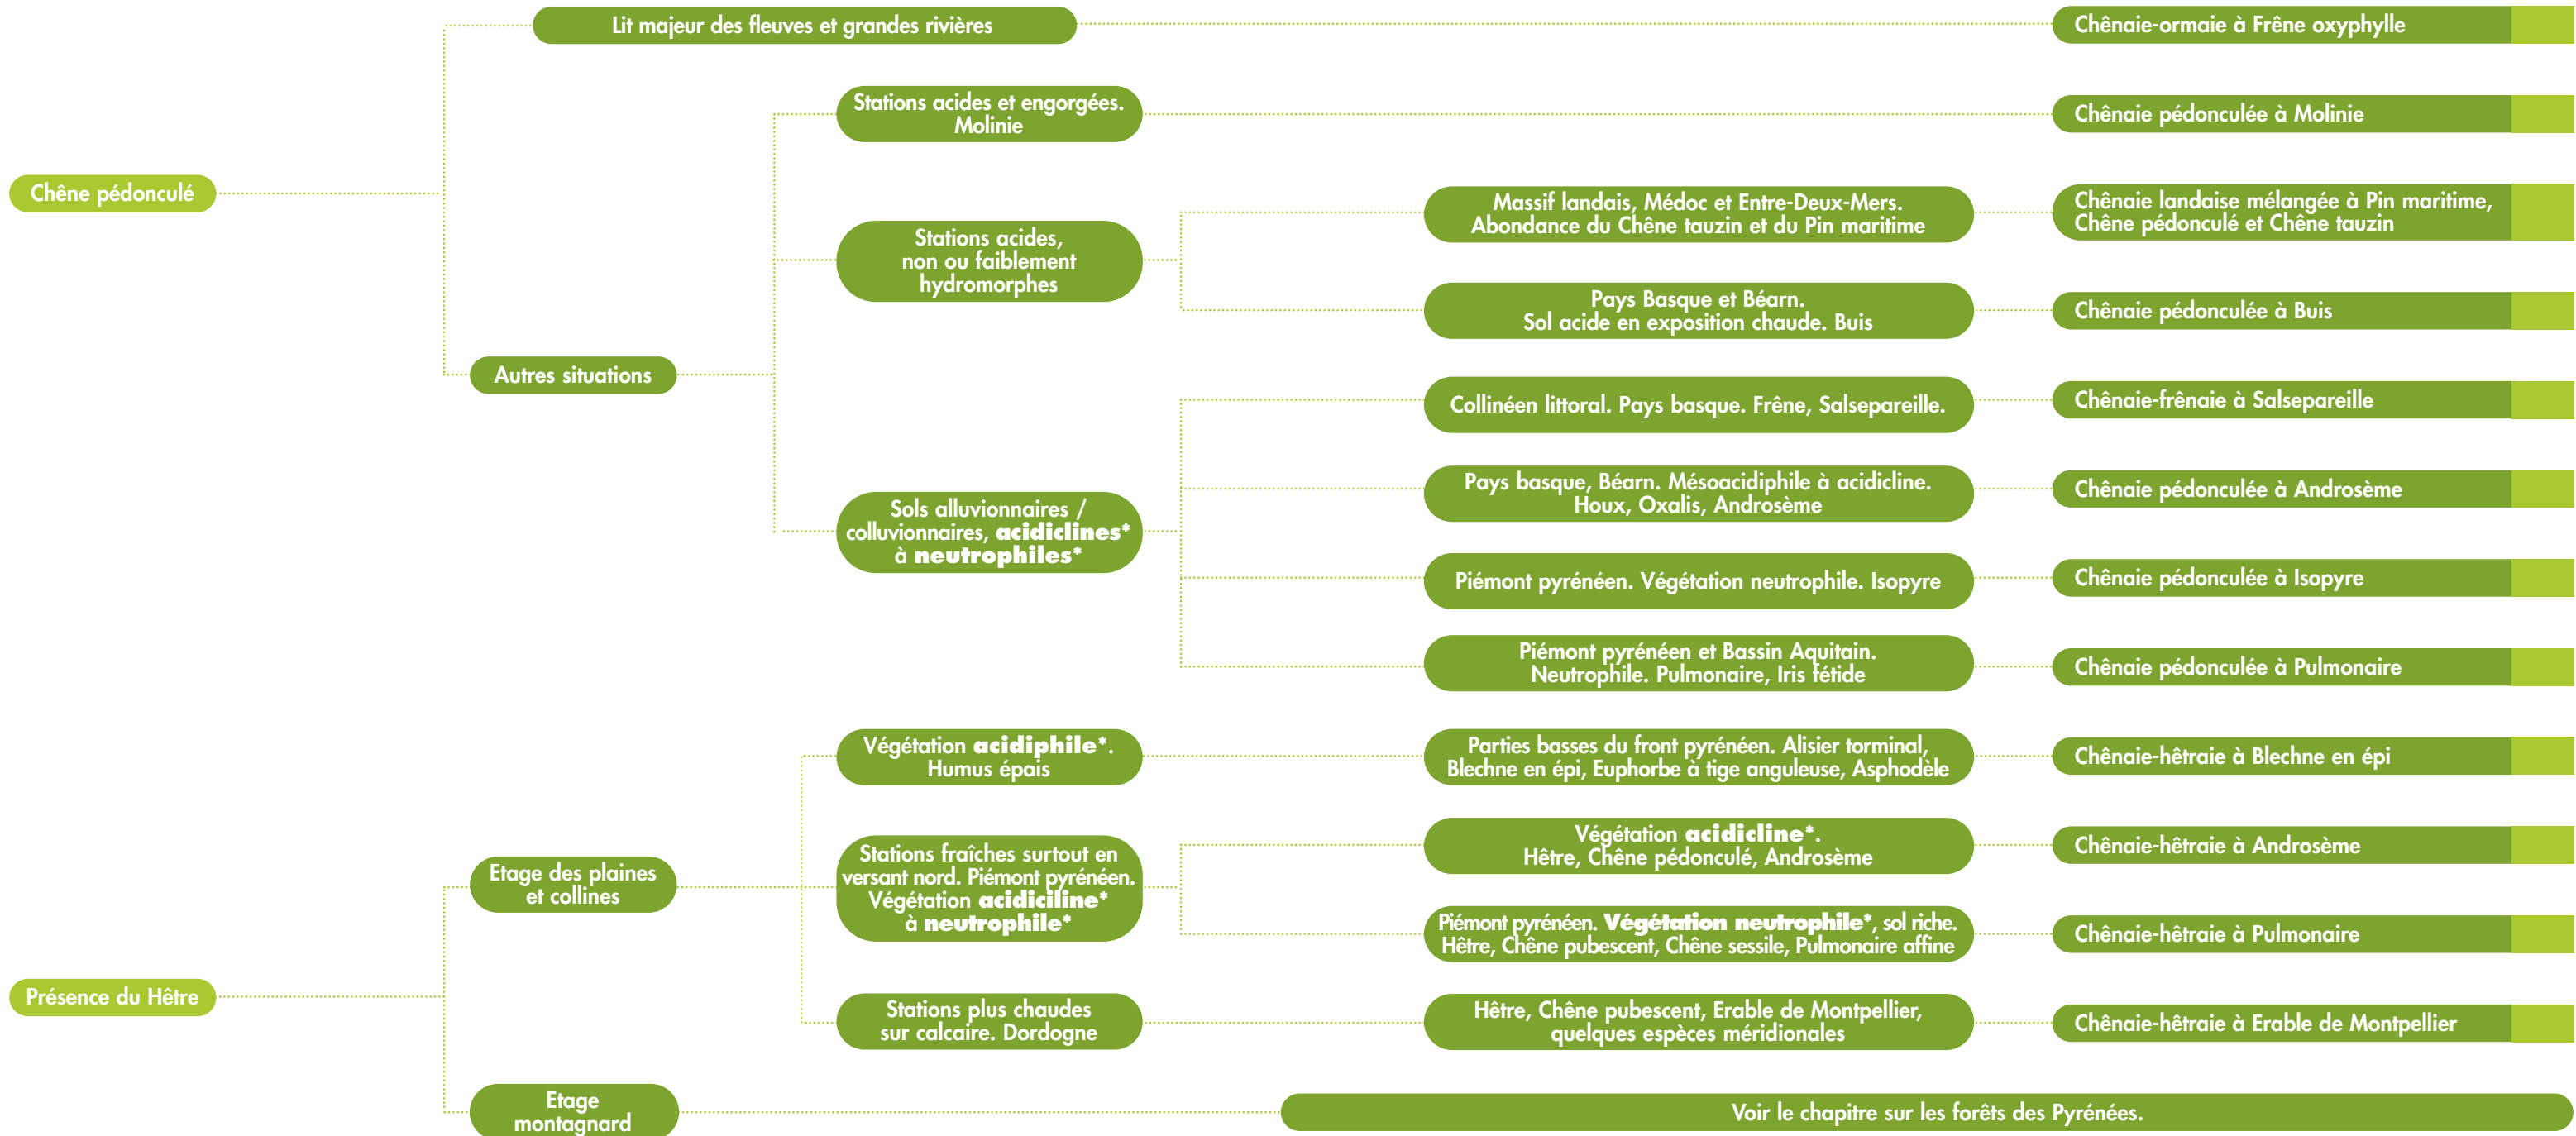 Lit majeur des fleuves et grandes rivières
Chênaie-ormaie à Frêne oxyphylle
Stations acides et engorgées.
Molinie
Chênaie pédonculée à Molinie
Chêne pédonculé
Massif landais, Médoc et Entre-Deux-Mers.
Abondance du Chêne tauzin et du Pin maritime
Chênaie landaise mélangée à Pin maritime,
Chêne pédonculé et Chêne tauzin
Stations acides,
non ou faiblement
hydromorphes
Pays Basque et Béarn.
Sol acide en exposition chaude. Buis
Chênaie pédonculée à Buis
Autres situations
Collinéen littoral. Pays basque. Frêne, Salsepareille.
Chênaie-frênaie à Salsepareille
Pays basque, Béarn. Mésoacidiphile à acidicline.
Houx, Oxalis, Androsème
Chênaie pédonculée à Androsème
Sols alluvionnaires /
colluvionnaires, acidiclines*
à neutrophiles*
Piémont pyrénéen. Végétation neutrophile. Isopyre
Chênaie pédonculée à Isopyre
Piémont pyrénéen et Bassin Aquitain.
Neutrophile. Pulmonaire, Iris fétide
Chênaie pédonculée à Pulmonaire
Végétation acidiphile*.
Humus épais
Parties basses du front pyrénéen. Alisier torminal,
Blechne en épi, Euphorbe à tige anguleuse, Asphodèle
Chênaie-hêtraie à Blechne en épi
Etage des plaines
et collines
Stations fraîches surtout en
versant nord. Piémont pyrénéen.
Végétation acidiciline*
à neutrophile*
Végétation acidicline*.
Hêtre, Chêne pédonculé, Androsème
Chênaie-hêtraie à Androsème
Piémont pyrénéen. Végétation neutrophile*, sol riche.
Hêtre, Chêne pubescent, Chêne sessile, Pulmonaire affine
Chênaie-hêtraie à Pulmonaire
Présence du Hêtre
Stations plus chaudes
sur calcaire. Dordogne
Hêtre, Chêne pubescent, Erable de Montpellier,
quelques espèces méridionales
Chênaie-hêtraie à Erable de Montpellier
Etage
montagnard
Voir le chapitre sur les forêts des Pyrénées.